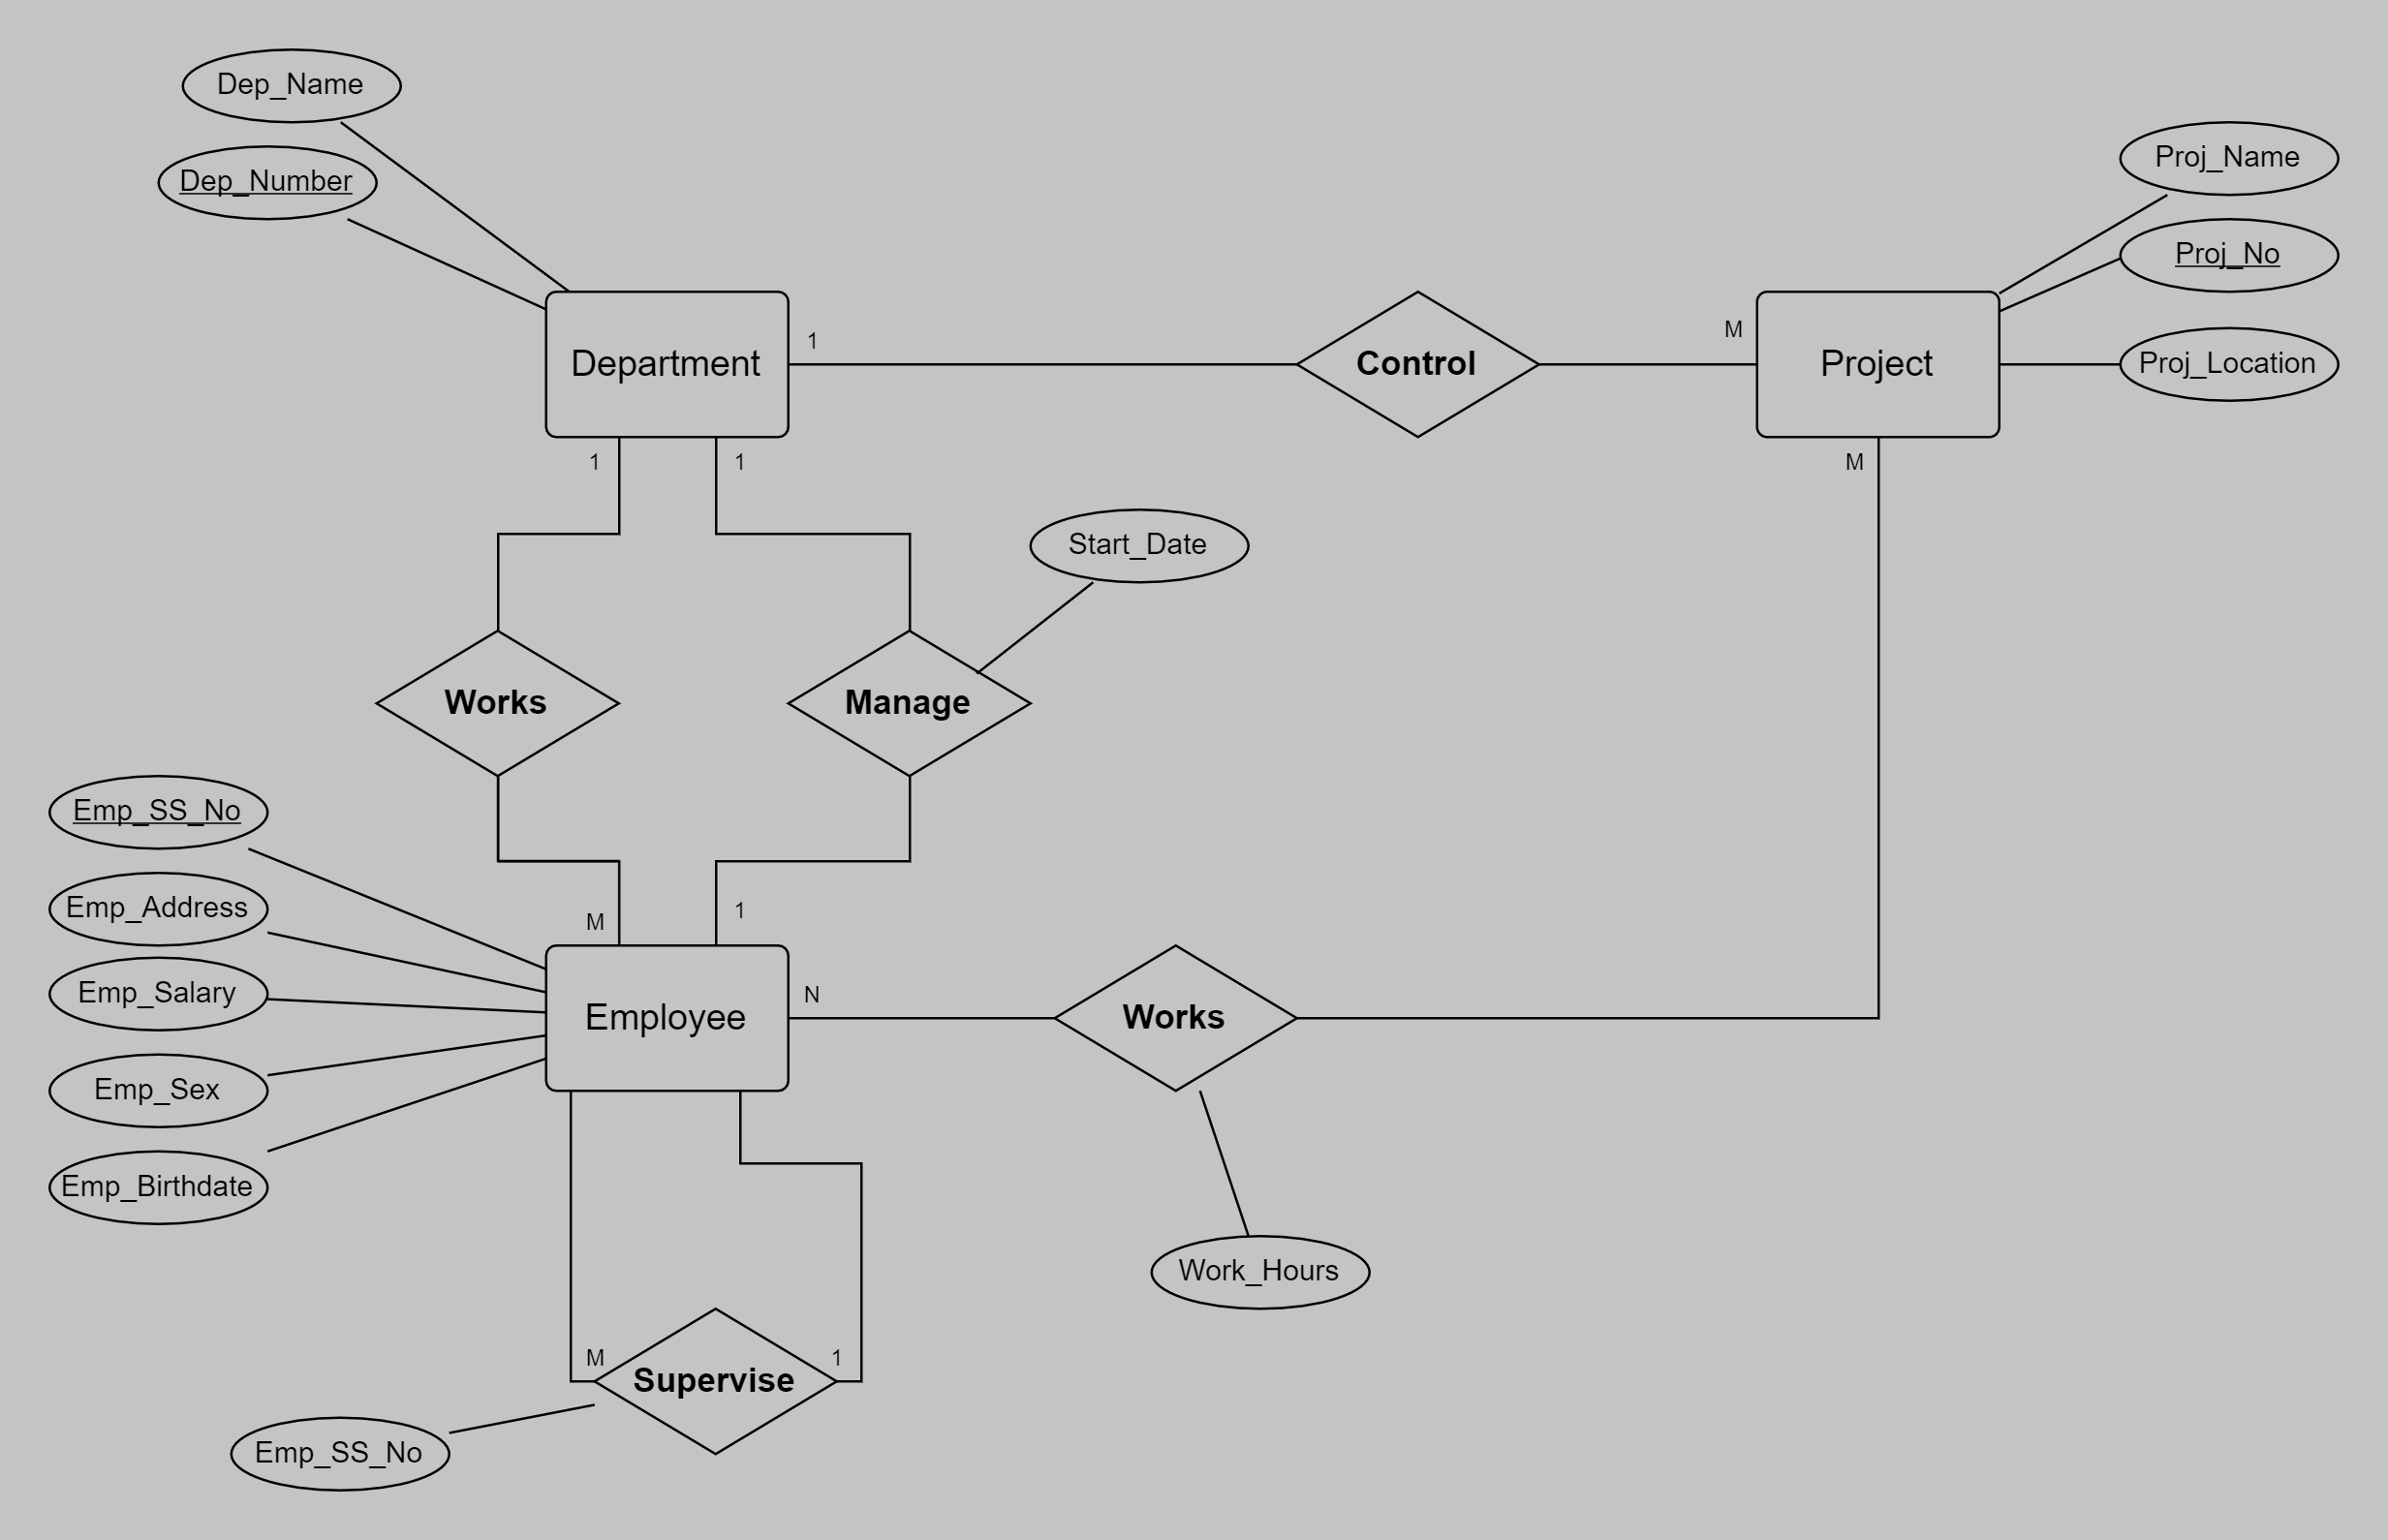 Dep_Name
Dep_Number
Proj_Name
Proj_No
Proj_Location
Department
1
Control
M
Project
1
1
M
Start_Date
Works
Manage
Emp_SS_No
Emp_Address
Emp_Salary
Emp_Sex
Emp_Birthdate
M
1
Employee
N
Works
Work_Hours
M
1
Supervise
Emp_SS_No